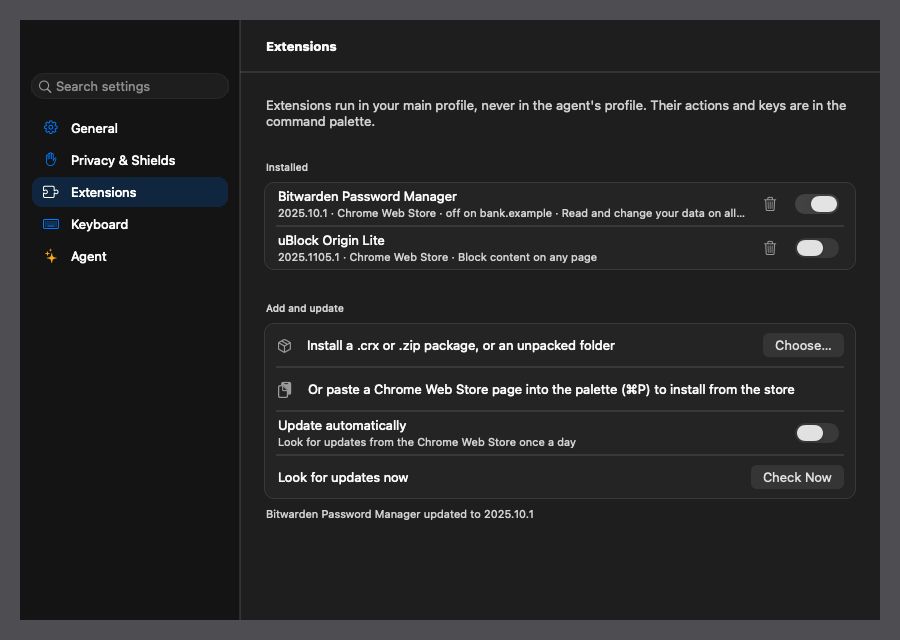 Extensions
Search settings
General
Privacy & Shields
Extensions
Keyboard
Agent
Extensions run in your main profile, never in the agent's profile. Their actions and keys are in the
command palette.
Installed
Bitwarden Password Manager
2025.10.1 · Chrome Web Store · off on bank.example · Read and change your data on all...
uBlock Origin Lite
2025.1105.1 · Chrome Web Store · Block content on any page
Add and update
Install a .crx or .zip package, or an unpacked folder
Choose...
Or paste a Chrome Web Store page into the palette (⌘P) to install from the store
Update automatically
Look for updates from the Chrome Web Store once a day
Look for updates now
Check Now
Bitwarden Password Manager updated to 2025.10.1